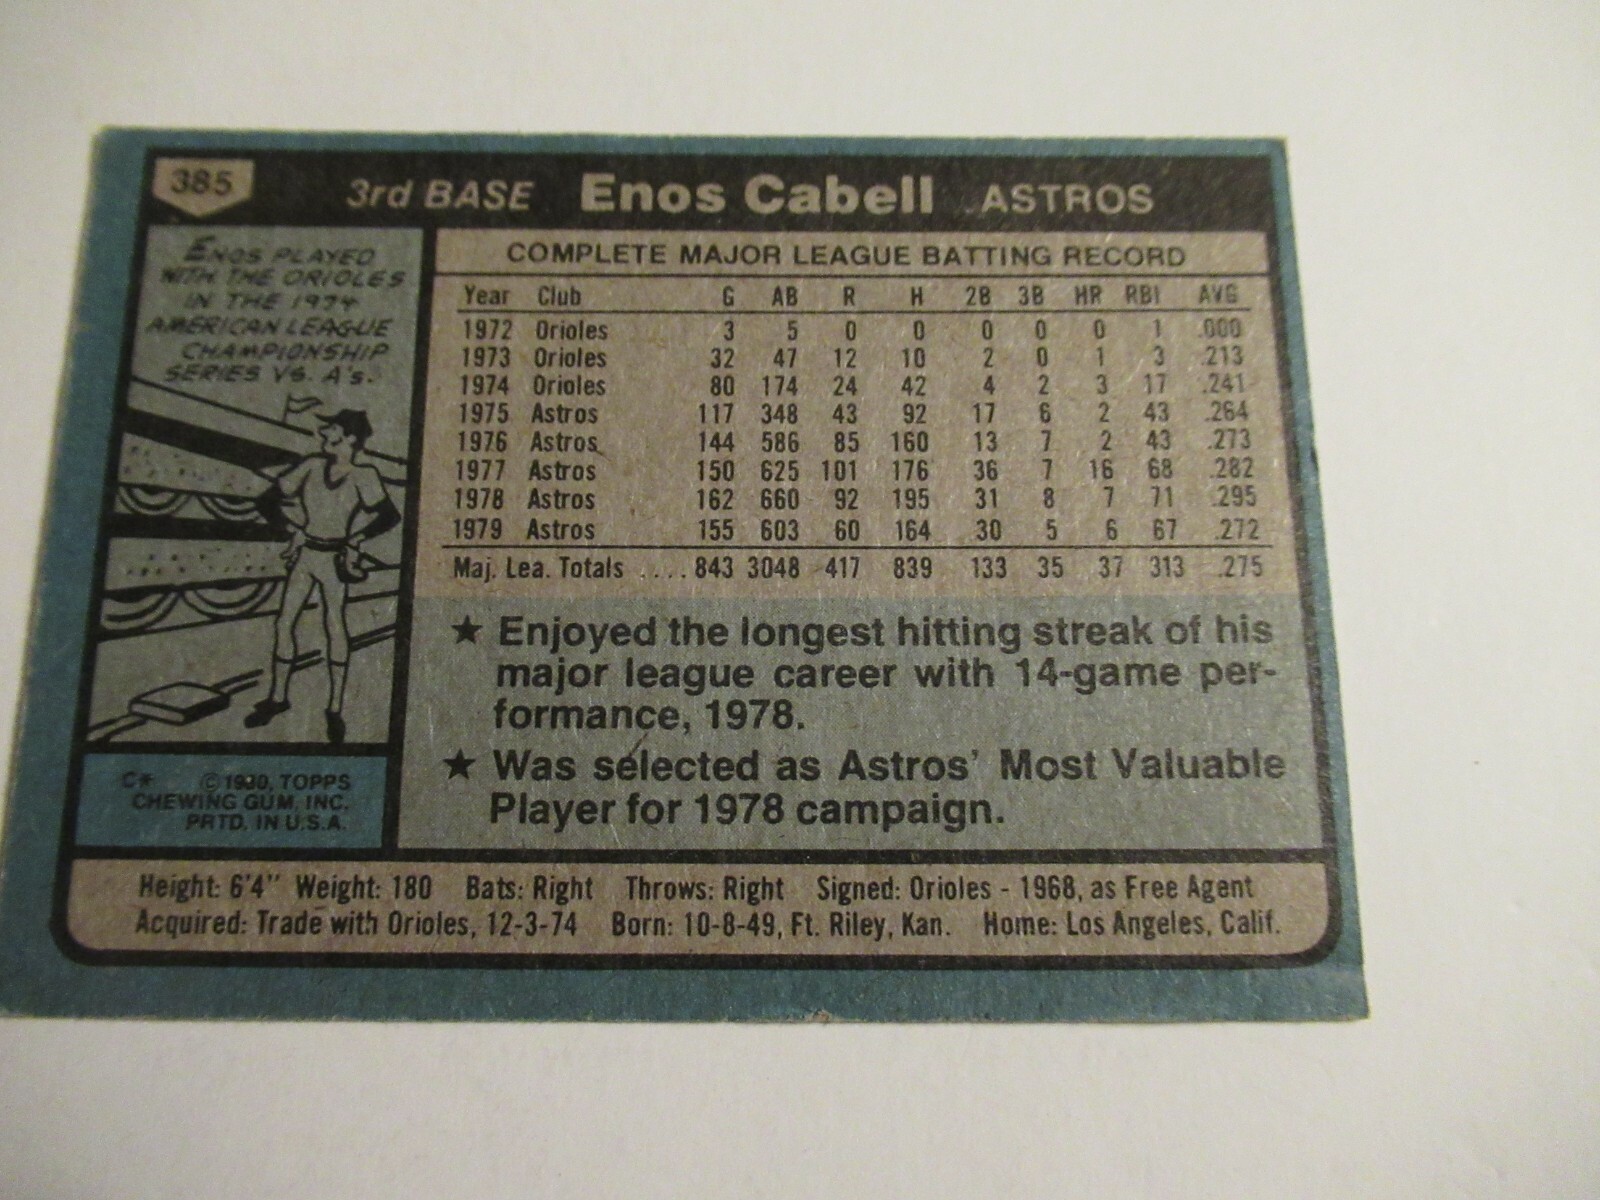 385 3rd BASE Enos Cabell ASTROS
ENOS PLAYED
WITH THE ORIOLES
IN THE 1974
AMERICAN LEAGUE
CHAMPIONSHIP
SERIES VS. A's.
COMPLETE MAJOR LEAGUE BATTING RECORD
Year Club G AB R H 2B 3B HR RBI AVG
1972 Orioles 3 5 0 0 0 0 0 1 .000
1973 Orioles 32 47 12 10 2 0 1 3 .213
1974 Orioles 80 174 24 42 4 2 3 17 .241
1975 Astros 117 348 43 92 17 6 2 43 .264
1976 Astros 144 586 85 160 13 7 2 43 .273
1977 Astros 150 625 101 176 36 7 16 68 .282
1978 Astros 162 660 92 195 31 8 7 71 .295
1979 Astros 155 603 60 164 30 5 6 67 .272
Maj. Lea. Totals .... 843 3048 417 839 133 35 37 313 .275
★ Enjoyed the longest hitting streak of his
major league career with 14-game per-
formance, 1978.
★ Was selected as Astros' Most Valuable
Player for 1978 campaign.
C* ©1980, TOPPS
CHEWING GUM, INC.
PRTD. IN U.S.A.
Height: 6'4" Weight: 180 Bats: Right Throws: Right Signed: Orioles - 1968, as Free Agent
Acquired: Trade with Orioles, 12-3-74 Born: 10-8-49, Ft. Riley, Kan. Home: Los Angeles, Calif.